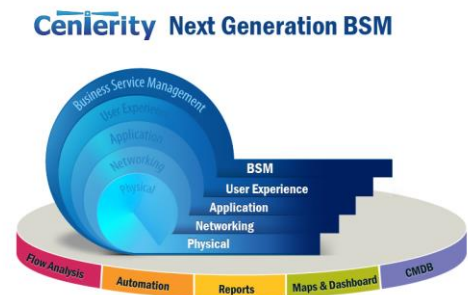 Centerity Next Generation BSM
Business Service Management
User Experience
Application
Networking
Physical
BSM
User Experience
Application
Networking
Physical
Flow Analysis
Automation
Reports
Maps & Dashboard
CMDB